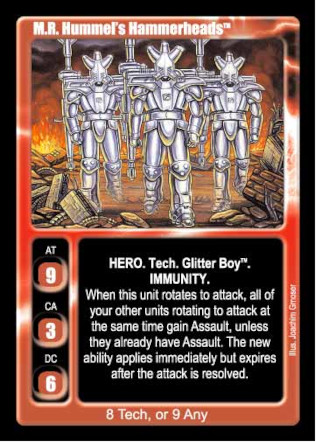 M.R. Hummel's Hammerheads™
AT
9
CA
3
DC
6
HERO. Tech. Glitter Boy™.
IMMUNITY.
When this unit rotates to attack, all of
your other units rotating to attack at
the same time gain Assault, unless
they already have Assault. The new
ability applies immediately but expires
after the attack is resolved.
Illus. Joachim Gmoser
8 Tech, or 9 Any